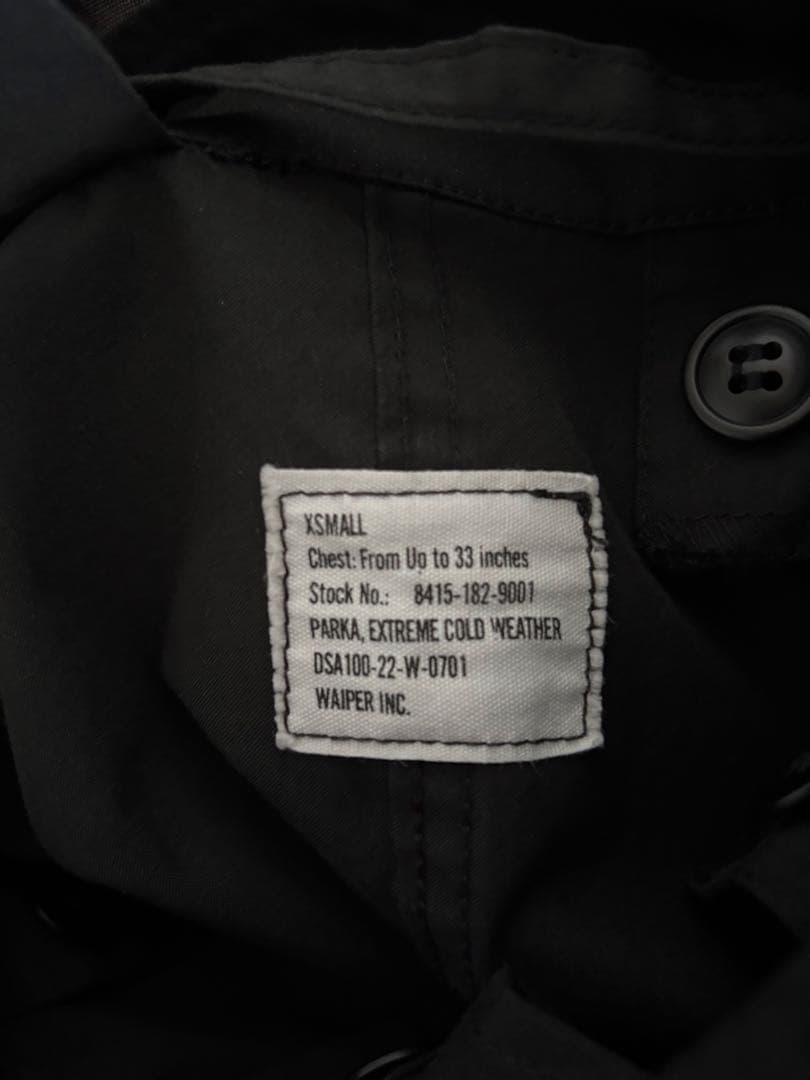 XSMALL
Chest: From Up to 33 inches
Stock No.: 8415-182-9001
PARKA, EXTREME COLD WEATHER
DSA100-22-W-0701
WAIPER INC.